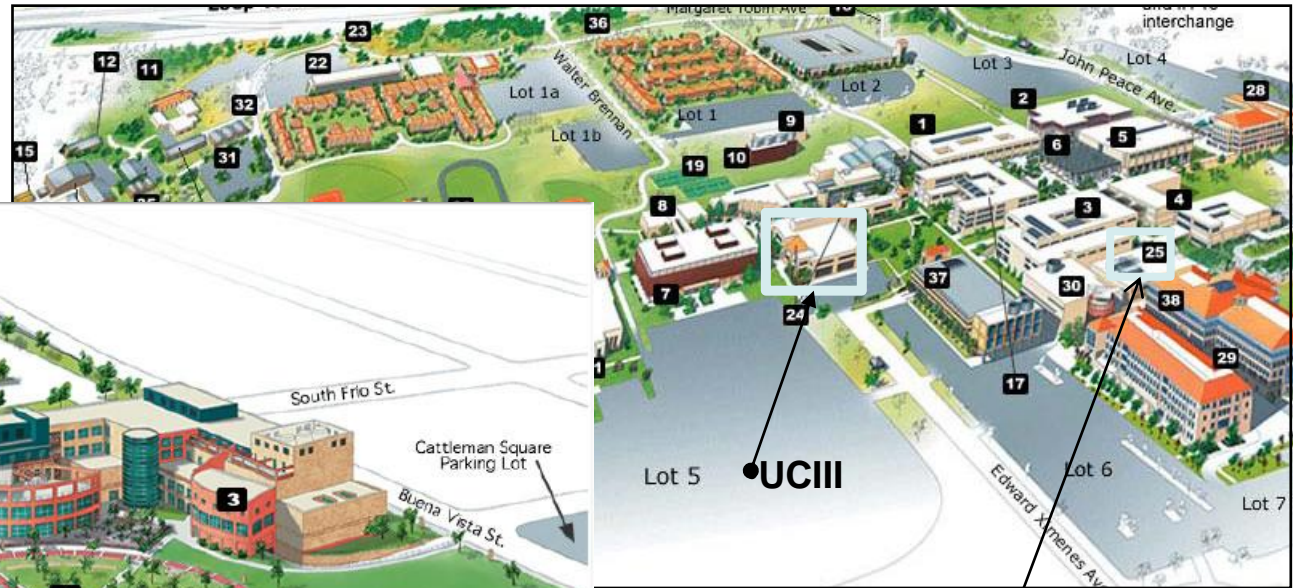 Loop
Margaret Tobin Ave
interchange
36
23
12
11
22
Lot 1a
Walter Brennan
Lot 2
Lot 3
John Peace Ave.
Lot 4
28
32
Lot 1b
Lot 1
9
1
2
5
6
15
31
10
19
8
3
4
25
7
37
30
38
24
29
17
Lot 5
UCIII
Edward Ximenes Av
Lot 6
Lot 7
South Frio St.
Cattleman Square
Parking Lot
3
Buena Vista St.